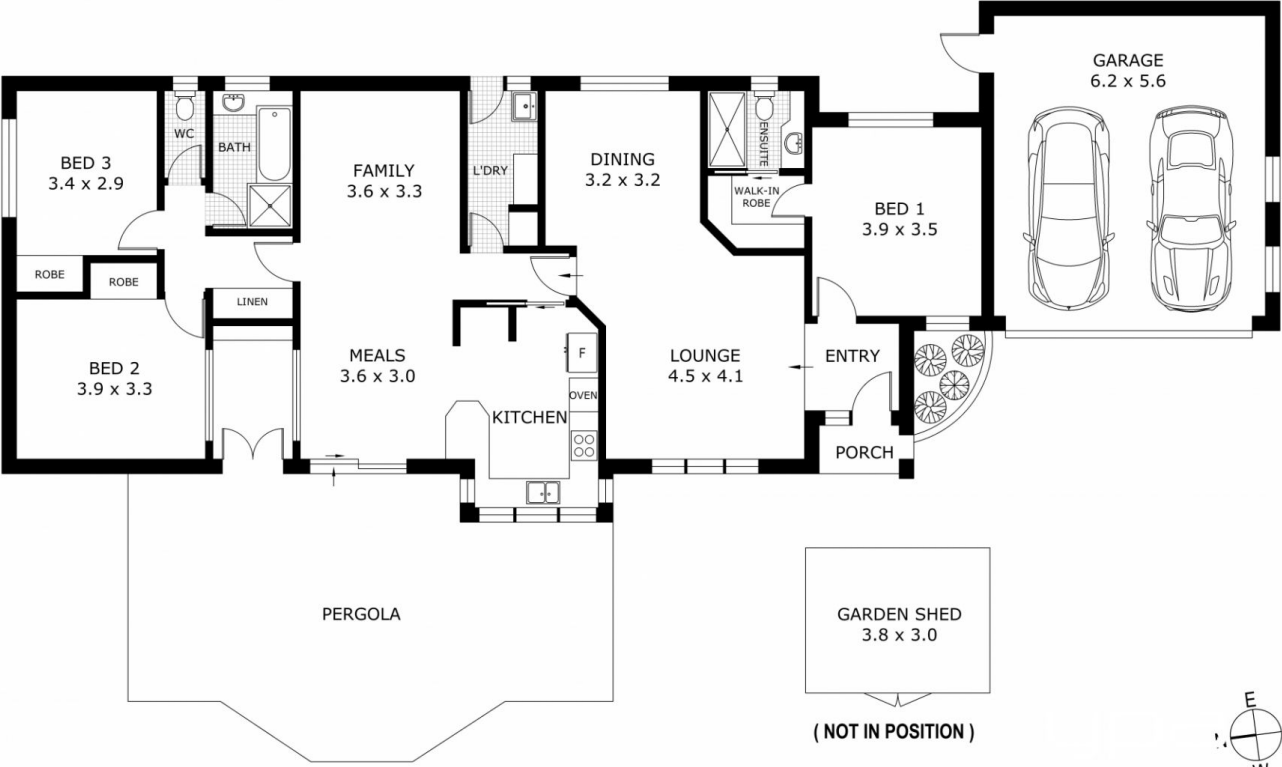 GARAGE
6.2 x 5.6
WC
BATH
BED 3
3.4 x 2.9
FAMILY
3.6 x 3.3
L'DRY
DINING
3.2 x 3.2
ENSUITE
WALK-IN
ROBE
BED 1
3.9 x 3.5
ROBE
ROBE
LINEN
BED 2
3.9 x 3.3
MEALS
3.6 x 3.0
F
OVEN
KITCHEN
LOUNGE
4.5 x 4.1
ENTRY
PORCH
PERGOLA
GARDEN SHED
3.8 x 3.0
( NOT IN POSITION )
E
W